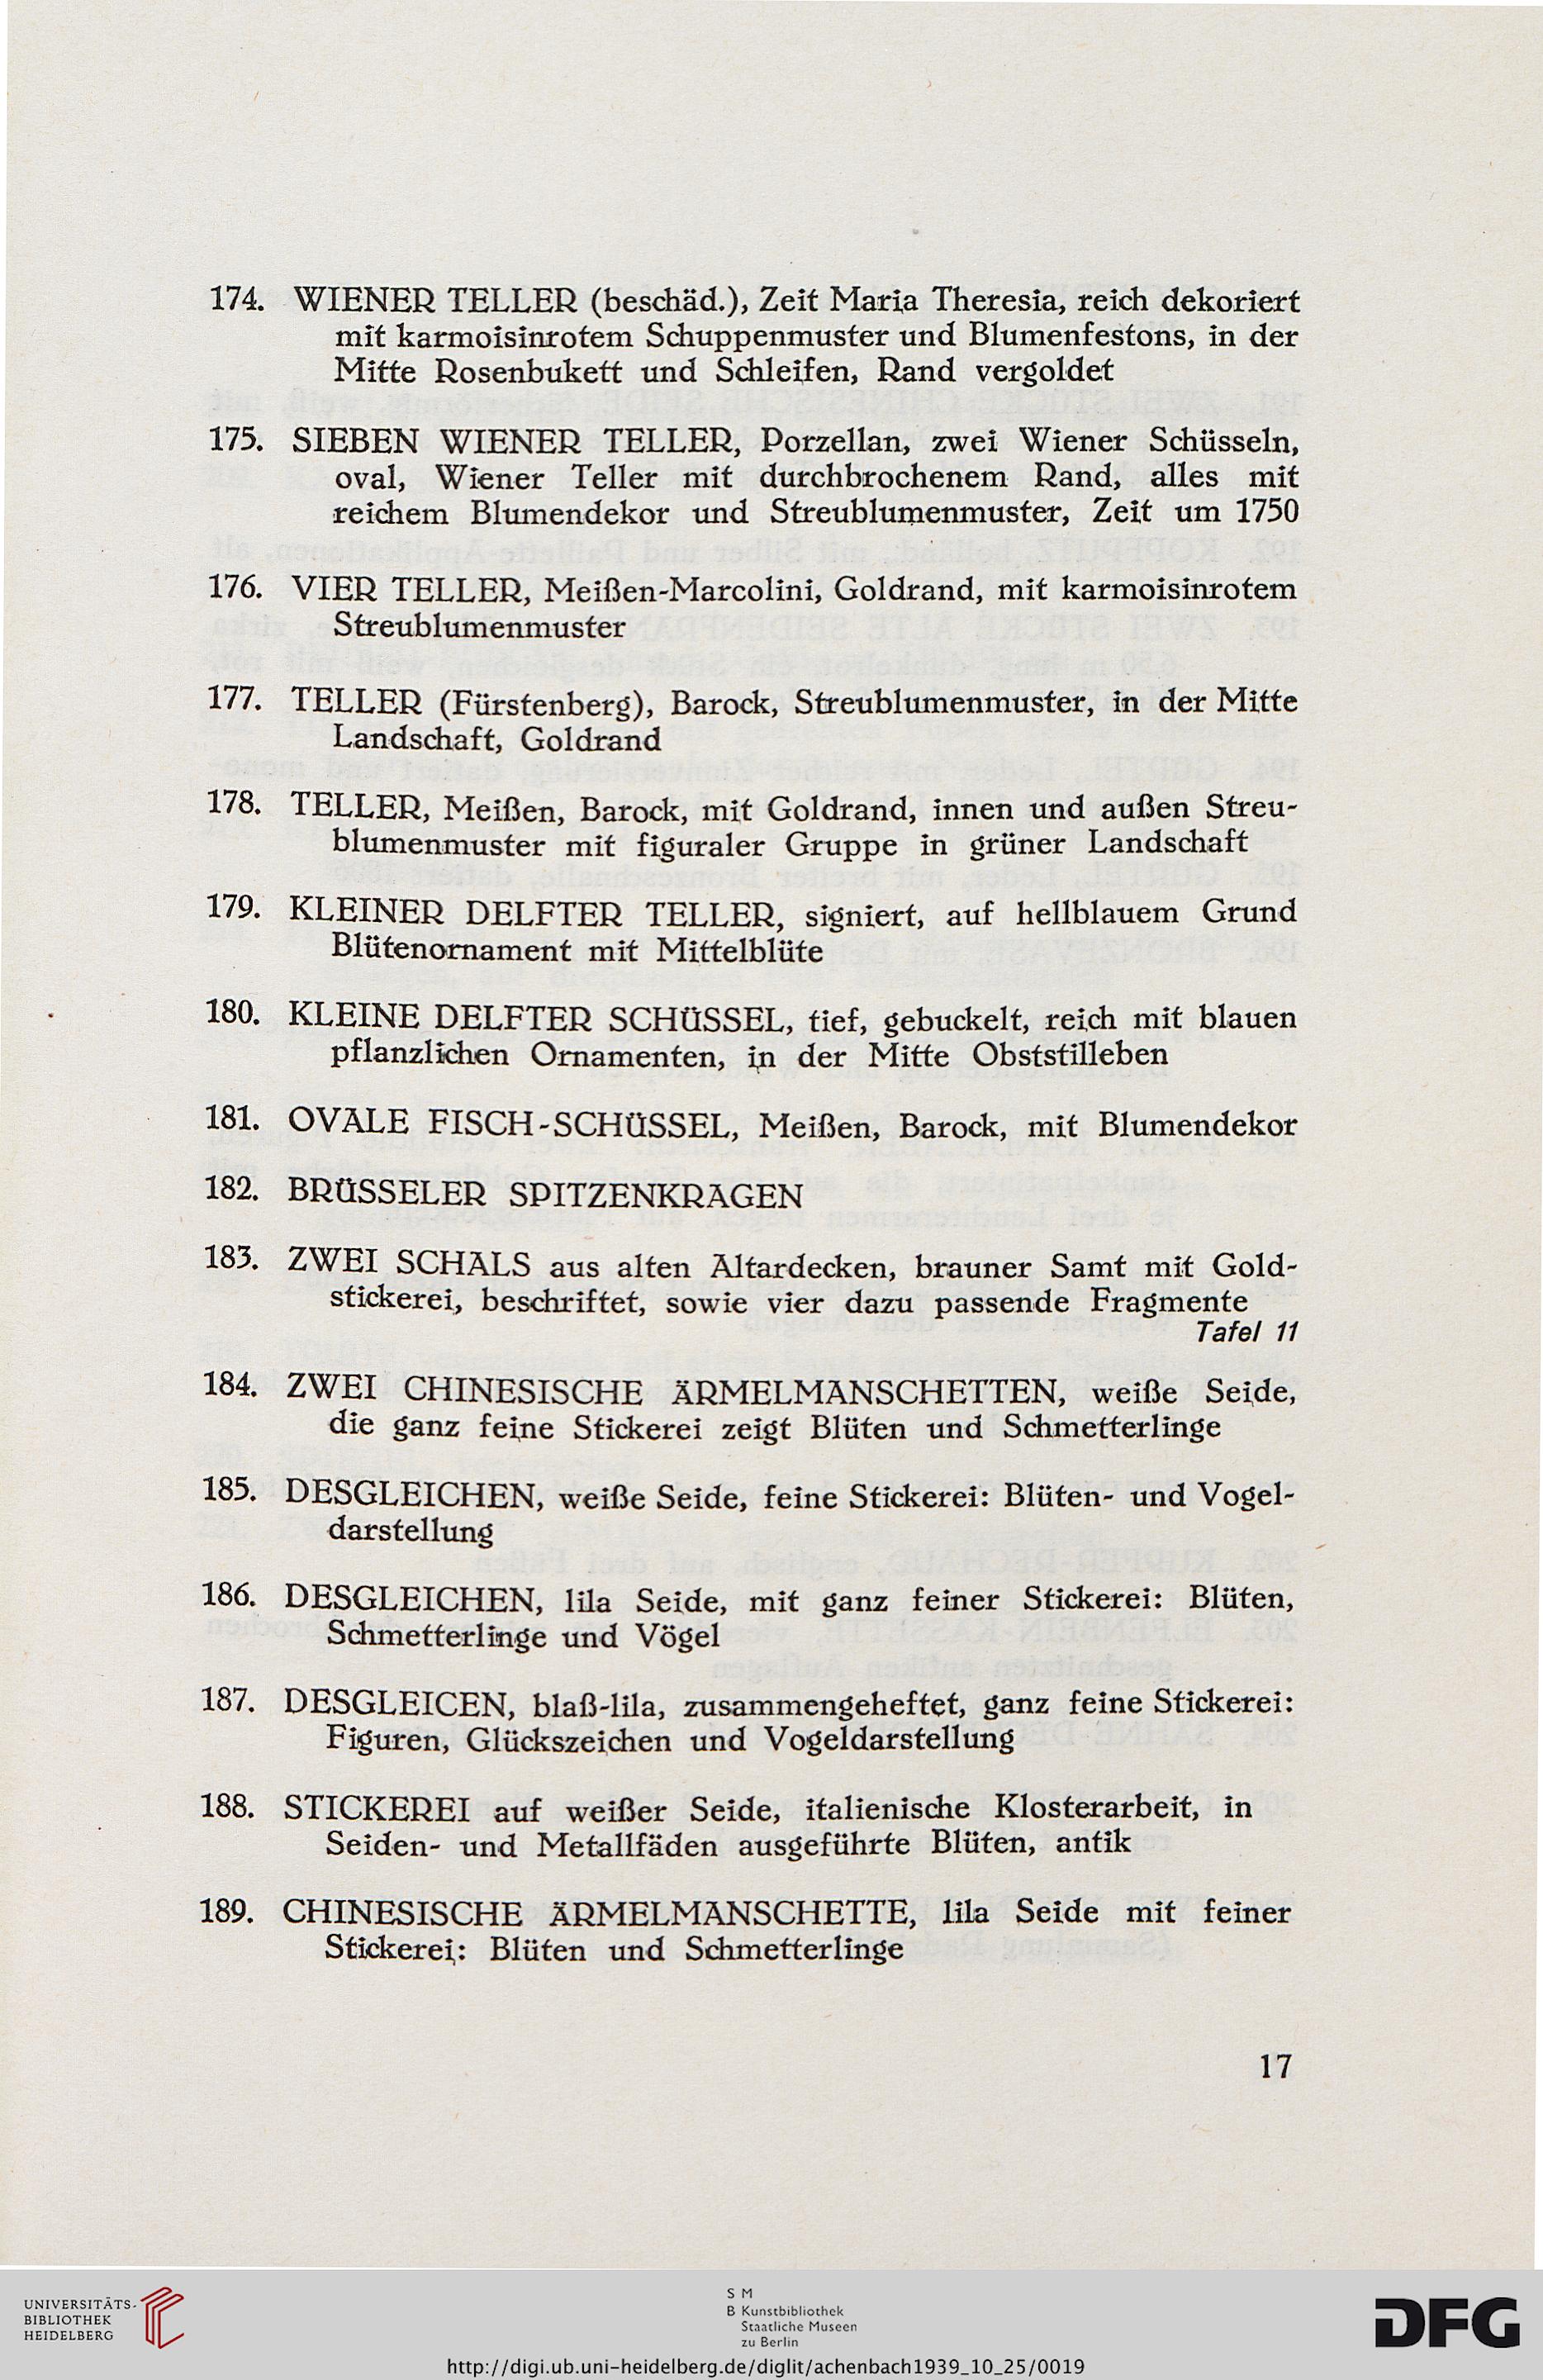 174. WIENER TELLER (beschäd.), Zeit Maria Theresia, reich dekoriert
mit karmoisinrotem Schuppenmuster und Blumenfestons, in der
Mitte Rosenbukett und Schleifen, Rand vergoldet
175. SIEBEN WIENER TELLER, Porzellan, zwei Wiener Schüsseln,
oval, Wiener Teller mit durchbrochenem Rand, alles mit
reichem Blumendekor und Streublumenmuster, Zeit um 1750
176. VIER TELLER, Meißen-Marcolini, Goldrand, mit karmoisinrotem
Streublumenmuster
177. TELLER (Fürstenberg), Barock, Streublumenmuster, in der Mitte
Landschaft, Goldrand
178. TELLER, Meißen, Barock, mit Goldrand, innen und außen Streu-
blumenmuster mit figuraler Gruppe in grüner Landschaft
179. KLEINER DELFTER TELLER, signiert, auf hellblauem Grund
Blütenornament mit Mittelblüte
180. KLEINE DELFTER SCHÜSSEL, tief, gebuckelt, reich mit blauen
pflanzlichen Ornamenten, in der Mitte Obststilleben
181. OVALE FISCH-SCHÜSSEL, Meißen, Barock, mit Blumendekor
182. BRÜSSELER SPITZENKRAGEN
183. ZWEI SCHALS aus alten Altardecken, brauner Samt mit Gold-
stickerei, beschriftet, sowie vier dazu passende Fragmente
Tafel 11
184. ZWEI CHINESISCHE ÄRMELMANSCHETTEN, weiße Seide,
die ganz feine Stickerei zeigt Blüten und Schmetterlinge
185. DESGLEICHEN, weiße Seide, feine Stickerei: Blüten- und Vogel-
darstellung
186. DESGLEICHEN, lila Seide, mit ganz feiner Stickerei: Blüten,
Schmetterlinge und Vögel
187. DESGLEICEN, blaß-lila, zusammengeheftet, ganz feine Stickerei:
Figuren, Glückszeichen und Vogeldarstellung
188. STICKEREI auf weißer Seide, italienische Klosterarbeit, in
Seiden- und Metallfäden ausgeführte Blüten, antik
189. CHINESISCHE ÄRMELMANSCHETTE, lila Seide mit feiner
Stickerei: Blüten und Schmetterlinge
17
UNIVERSITÄTS-
BIBLIOTHEK
HEIDELBERG
S M
B Kunstbibliothek
Staatliche Museen
zu Berlin
DFG
http://digi.ub.uni-heidelberg.de/diglit/achenbach1939_10_25/0019